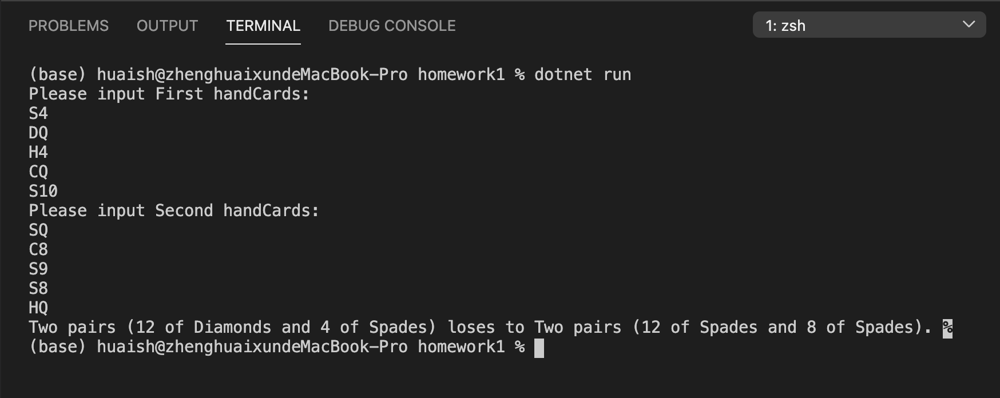 PROBLEMS OUTPUT TERMINAL DEBUG CONSOLE 1: zsh
(base) huaish@zhenghuaixundeMacBook-Pro homework1 % dotnet run
Please input First handCards:
S4
DQ
H4
CQ
S10
Please input Second handCards:
SQ
C8
S9
S8
HQ
Two pairs (12 of Diamonds and 4 of Spades) loses to Two pairs (12 of Spades and 8 of Spades). %
(base) huaish@zhenghuaixundeMacBook-Pro homework1 %